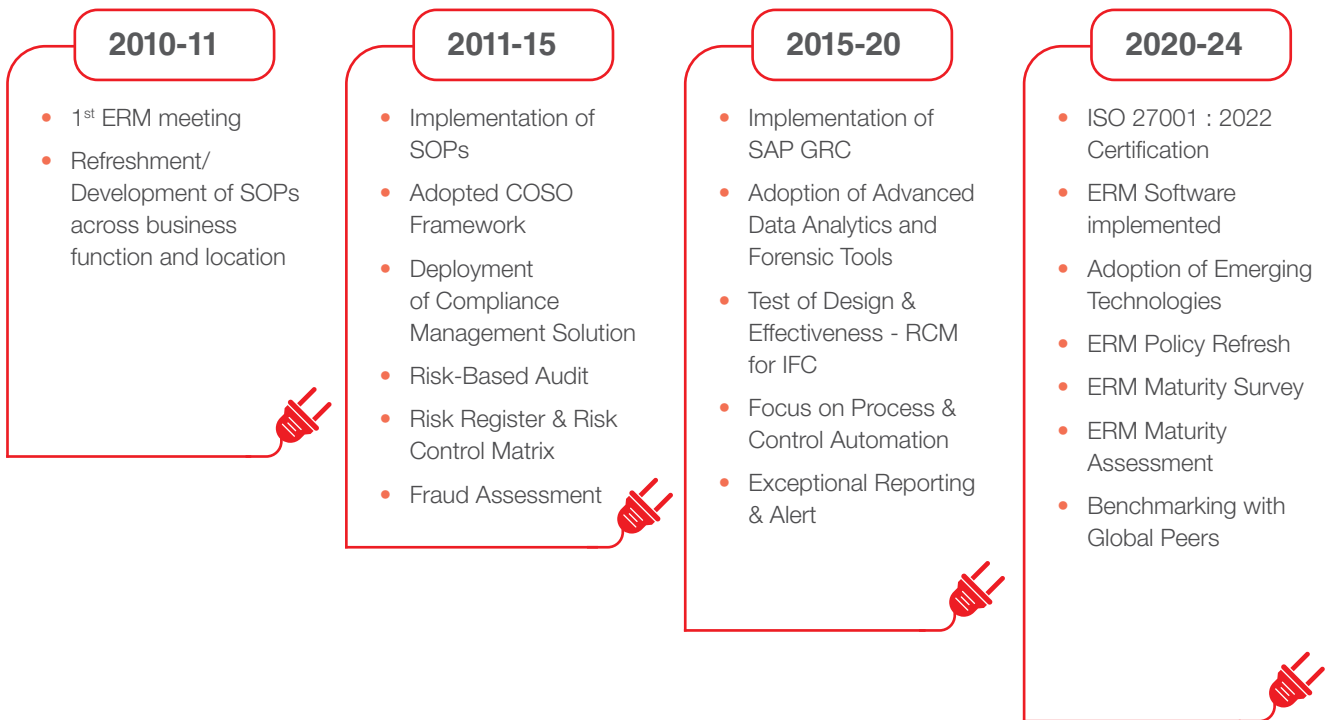 2010-11
• 1st ERM meeting
• Refreshment/
Development of SOPs
across business
function and location
2011-15
• Implementation of
SOPs
• Adopted COSO
Framework
• Deployment
of Compliance
Management Solution
• Risk-Based Audit
• Risk Register & Risk
Control Matrix
• Fraud Assessment
2015-20
• Implementation of
SAP GRC
• Adoption of Advanced
Data Analytics and
Forensic Tools
• Test of Design &
Effectiveness - RCM
for IFC
• Focus on Process &
Control Automation
• Exceptional Reporting
& Alert
2020-24
• ISO 27001 : 2022
Certification
• ERM Software
implemented
• Adoption of Emerging
Technologies
• ERM Policy Refresh
• ERM Maturity Survey
• ERM Maturity
Assessment
• Benchmarking with
Global Peers